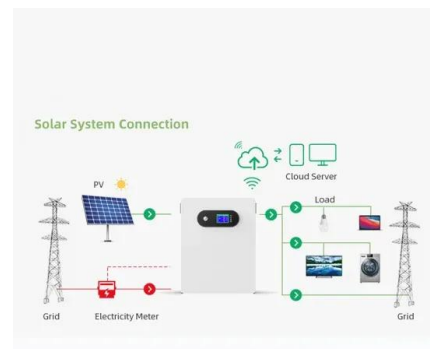 Solar System Connection
Cloud Server
PV
Load
Grid
Electricity Meter
Grid